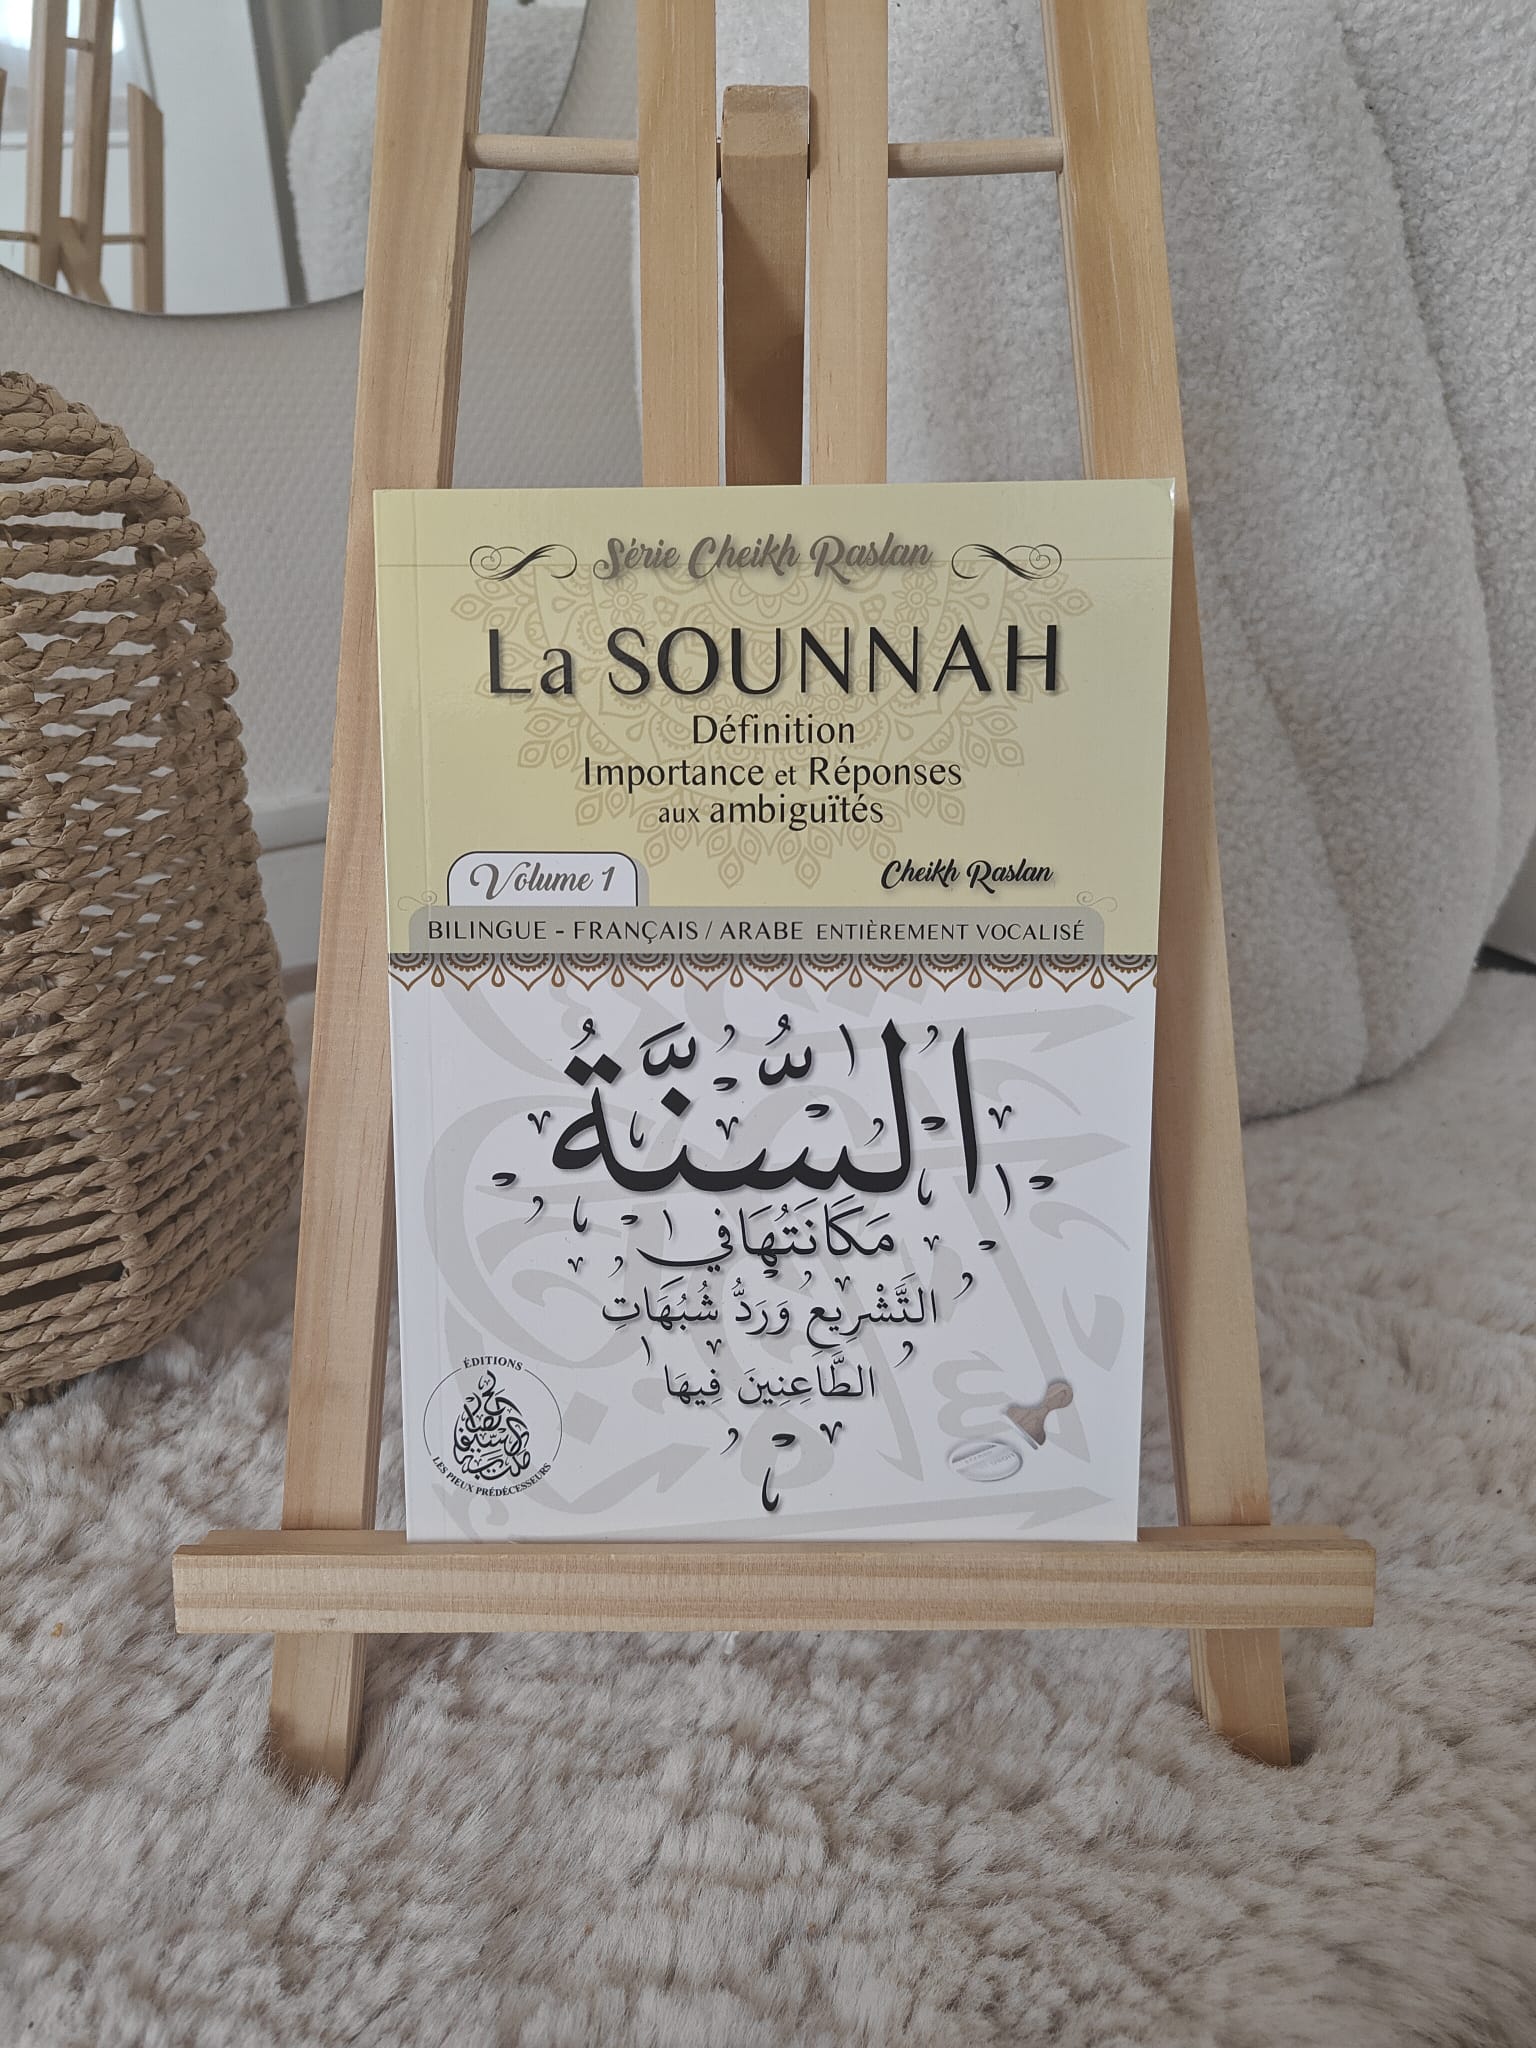 Série Cheikh Raslan
La SOUNNAH
Définition
Importance et Réponses
aux ambiguïtés
Volume 1
Cheikh Raslan
BILINGUE - FRANÇAIS / ARABE ENTIÈREMENT VOCALISÉ
السُّنَّةُ
مَكَانَتُهَا فِي
التَّشْرِيعِ وَرَدُّ شُبُهَاتِ
الطَّاعِنِينَ فِيهَا
ÉDITIONS
LES PIEUX PRÉDÉCESSEURS